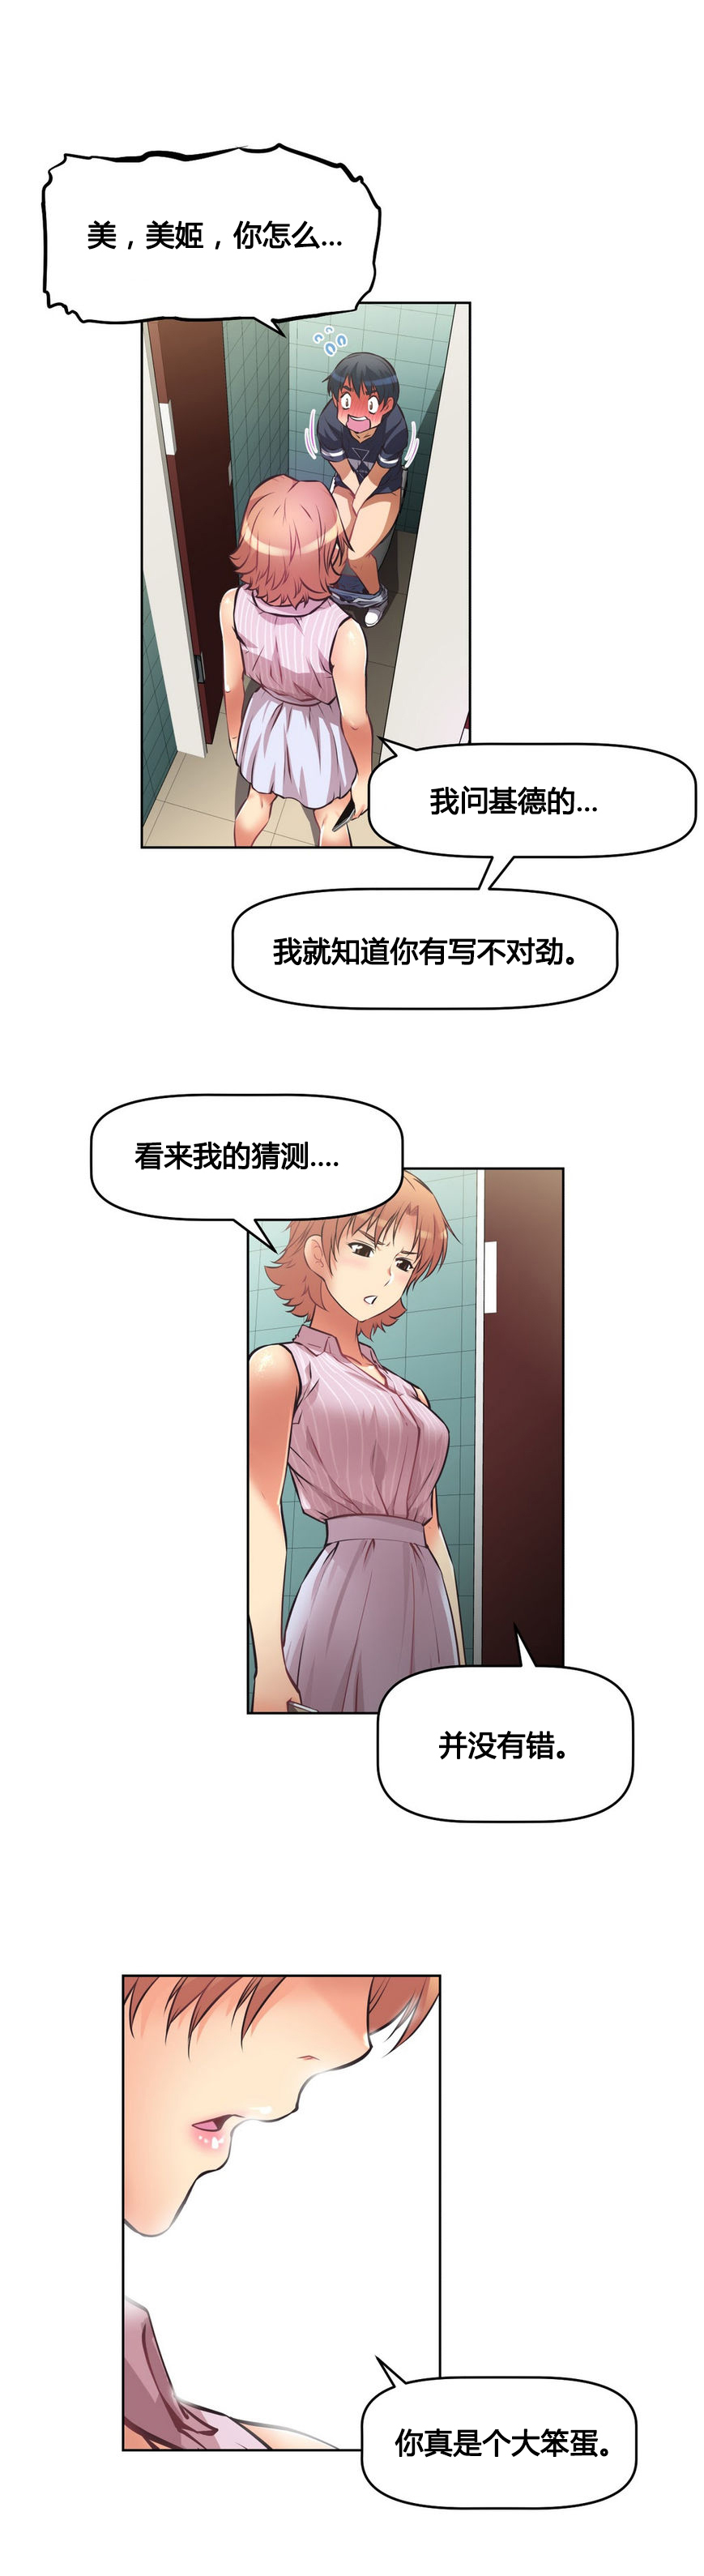 美，美姬，你怎么...
我问基德的...
我就知道你有写不对劲。
看来我的猜测....
并没有错。
你真是个大笨蛋。